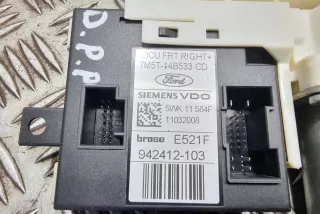 D.P.P
DCU FRT RIGHT+
7M5T-14B533 CD
Ford
SIEMENS VDO
5WK 11 584F
11032008
brose E521F
942412-103